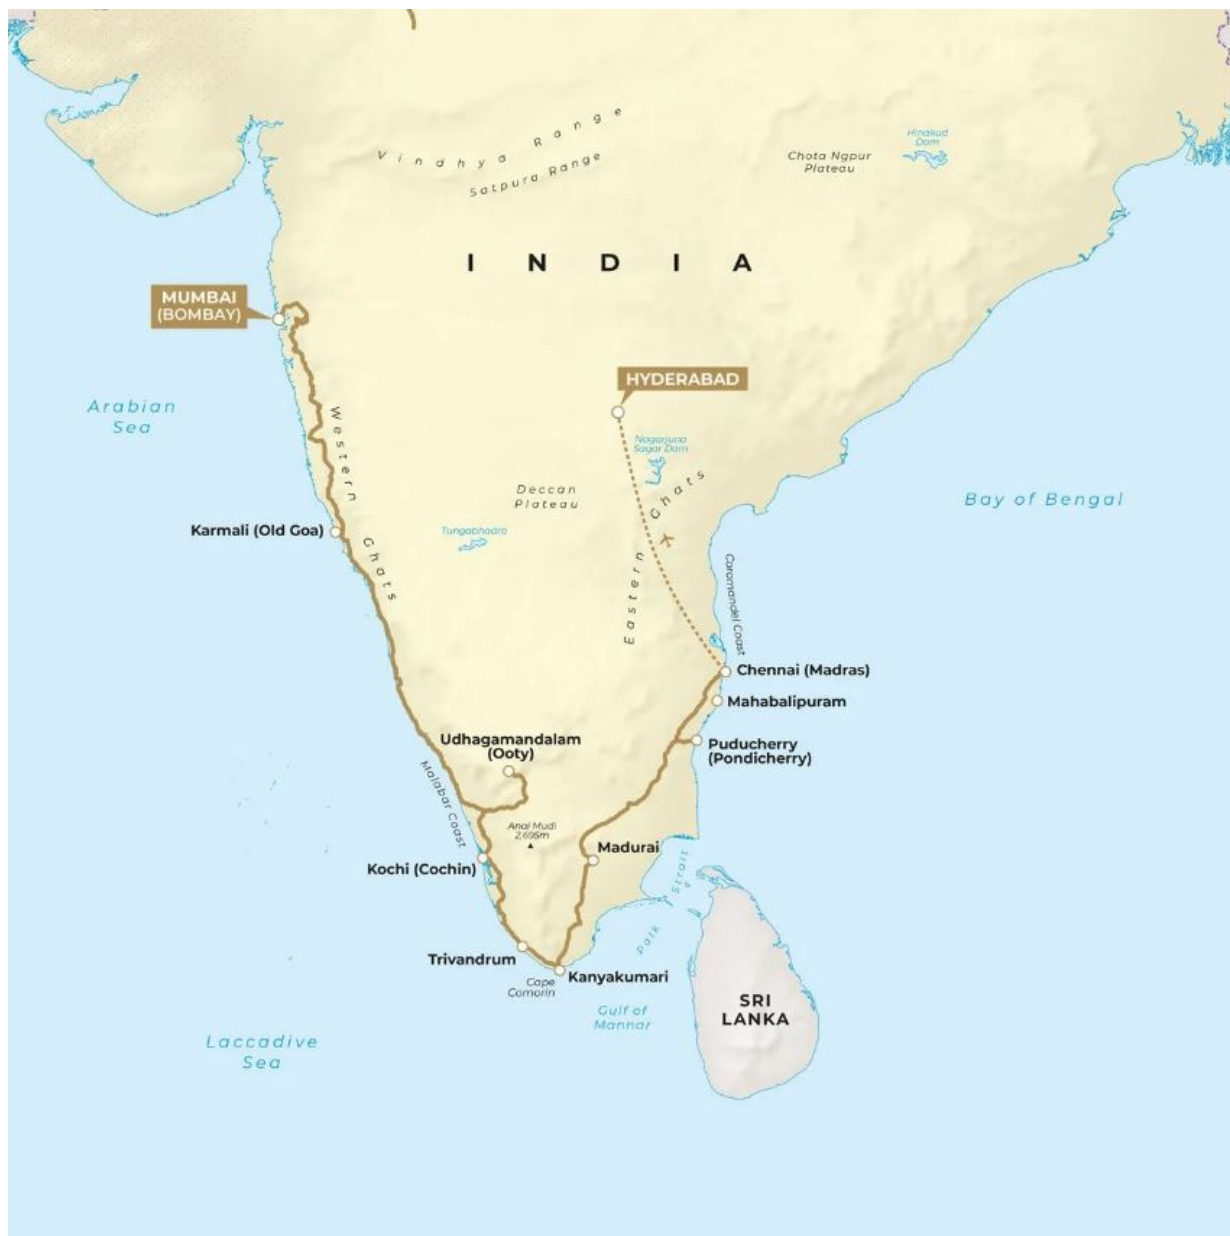 Vindhya Range
Satpura Range
Chota Ngpur
Plateau
Hirakud
Dam
INDIA
MUMBAI
(BOMBAY)
HYDERABAD
Arabian
Sea
Western Ghats
Nagarjuna
Sagar Dam
Deccan
Plateau
Eastern Ghats
Bay of Bengal
Karmali (Old Goa)
Tungabhadra
Coromandel Coast
Chennai (Madras)
Mahabalipuram
Udhagamandalam
(Ooty)
Puducherry
(Pondicherry)
Malabar Coast
Anai Mudi
2,695m
Kochi (Cochin)
Madurai
Palk Strait
Trivandrum
Kanyakumari
Cape
Comorin
Gulf of
Mannar
SRI
LANKA
Laccadive
Sea